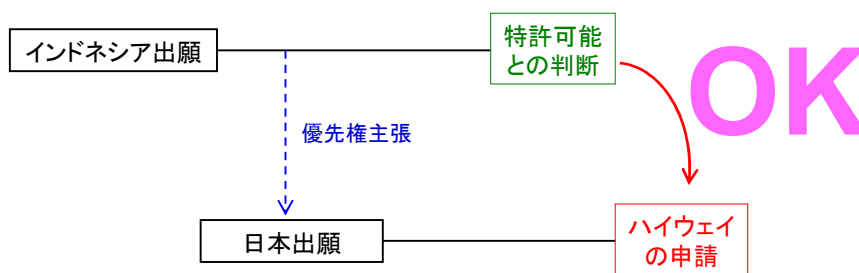 インドネシア出願
特許可能
との判断
OK
優先権主張
日本出願
ハイウェイ
の申請